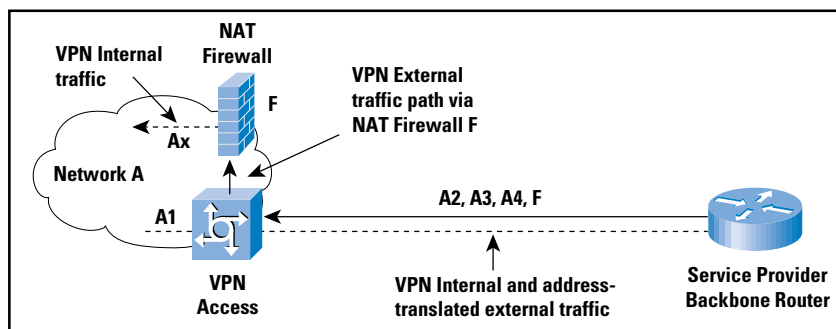 NAT
Firewall
VPN Internal
traffic
VPN External
traffic path via
NAT Firewall F
F
Ax
Network A
A1
A2, A3, A4, F
VPN
Access
VPN Internal and address-
translated external traffic
Service Provider
Backbone Router